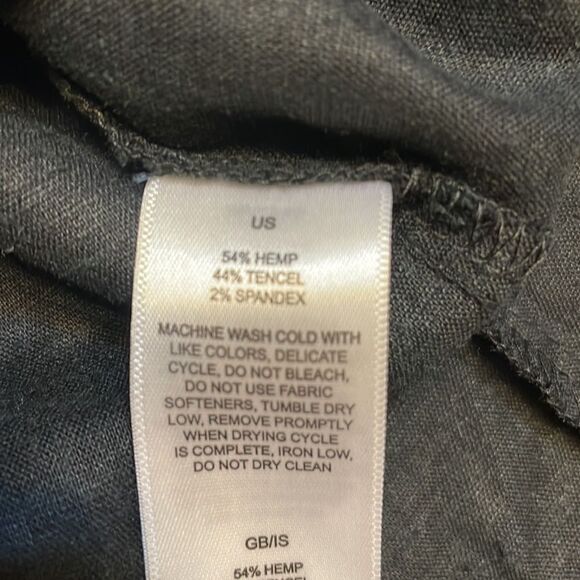 US
54% HEMP
44% TENCEL
2% SPANDEX
MACHINE WASH COLD WITH
LIKE COLORS, DELICATE
CYCLE, DO NOT BLEACH,
DO NOT USE FABRIC
SOFTENERS, TUMBLE DRY
LOW, REMOVE PROMPTLY
WHEN DRYING CYCLE
IS COMPLETE, IRON LOW,
DO NOT DRY CLEAN
GB/IS
54% HEMP
TENCEL